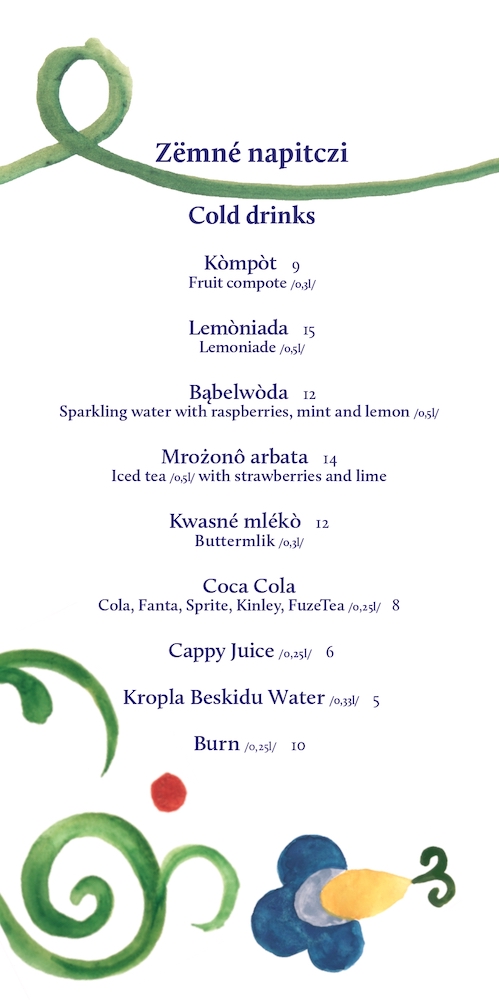 Zëmné napitczi
Cold drinks
Kòmpòt 9
Fruit compote /0,3l/
Lemòniada 15
Lemoniade /0,5l/
Bąbelwòda 12
Sparkling water with raspberries, mint and lemon /0,5l/
Mrożonô arbata 14
Iced tea /0,5l/ with strawberries and lime
Kwasné mlékò 12
Buttermlik /0,3l/
Coca Cola
Cola, Fanta, Sprite, Kinley, FuzeTea /0,25l/ 8
Cappy Juice /0,25l/ 6
Kropla Beskidu Water /0,33l/ 5
Burn /0,25l/ 10